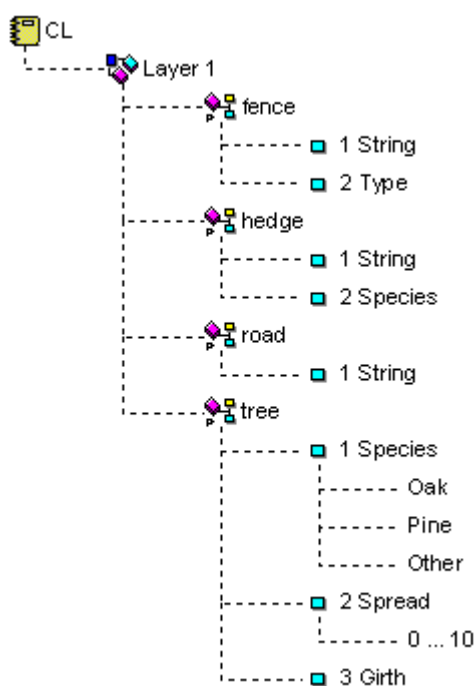 CL
Layer 1
P fence
1 String
2 Type
P hedge
1 String
2 Species
P road
1 String
P tree
1 Species
Oak
Pine
Other
2 Spread
0 ... 10
3 Girth